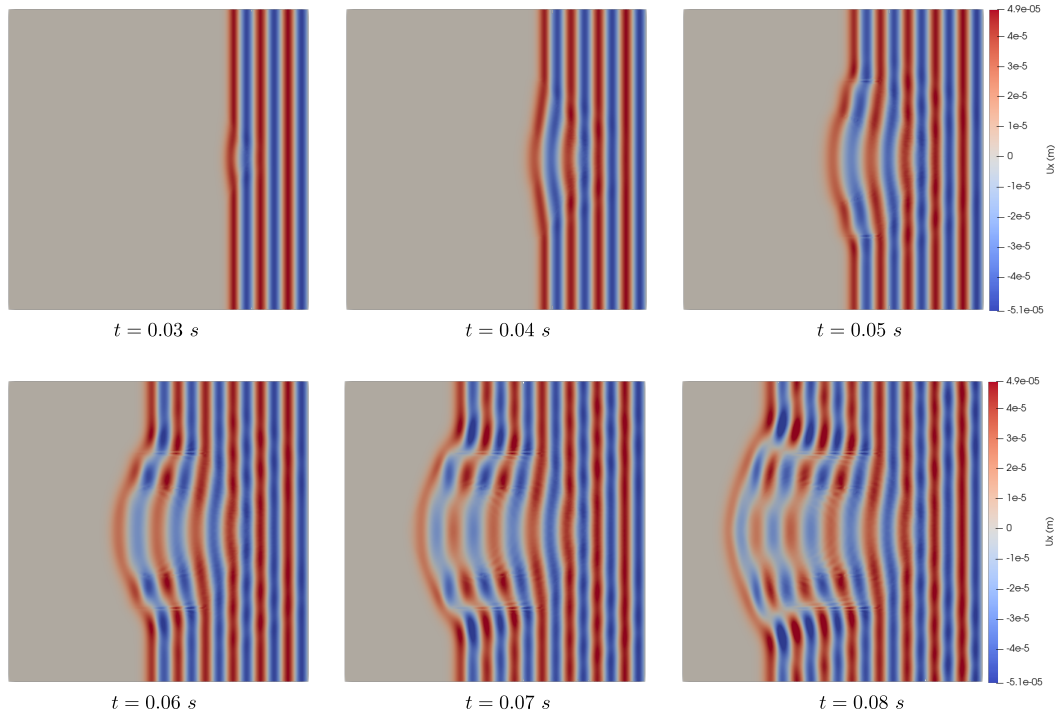 4.9e-05
4e-5
3e-5
2e-5
1e-5
0
-1e-5
-2e-5
-3e-5
-4e-5
-5.1e-05
Ux (m)
t = 0.03 s
t = 0.04 s
t = 0.05 s
4.9e-05
4e-5
3e-5
2e-5
1e-5
0
-1e-5
-2e-5
-3e-5
-4e-5
-5.1e-05
Ux (m)
t = 0.06 s
t = 0.07 s
t = 0.08 s